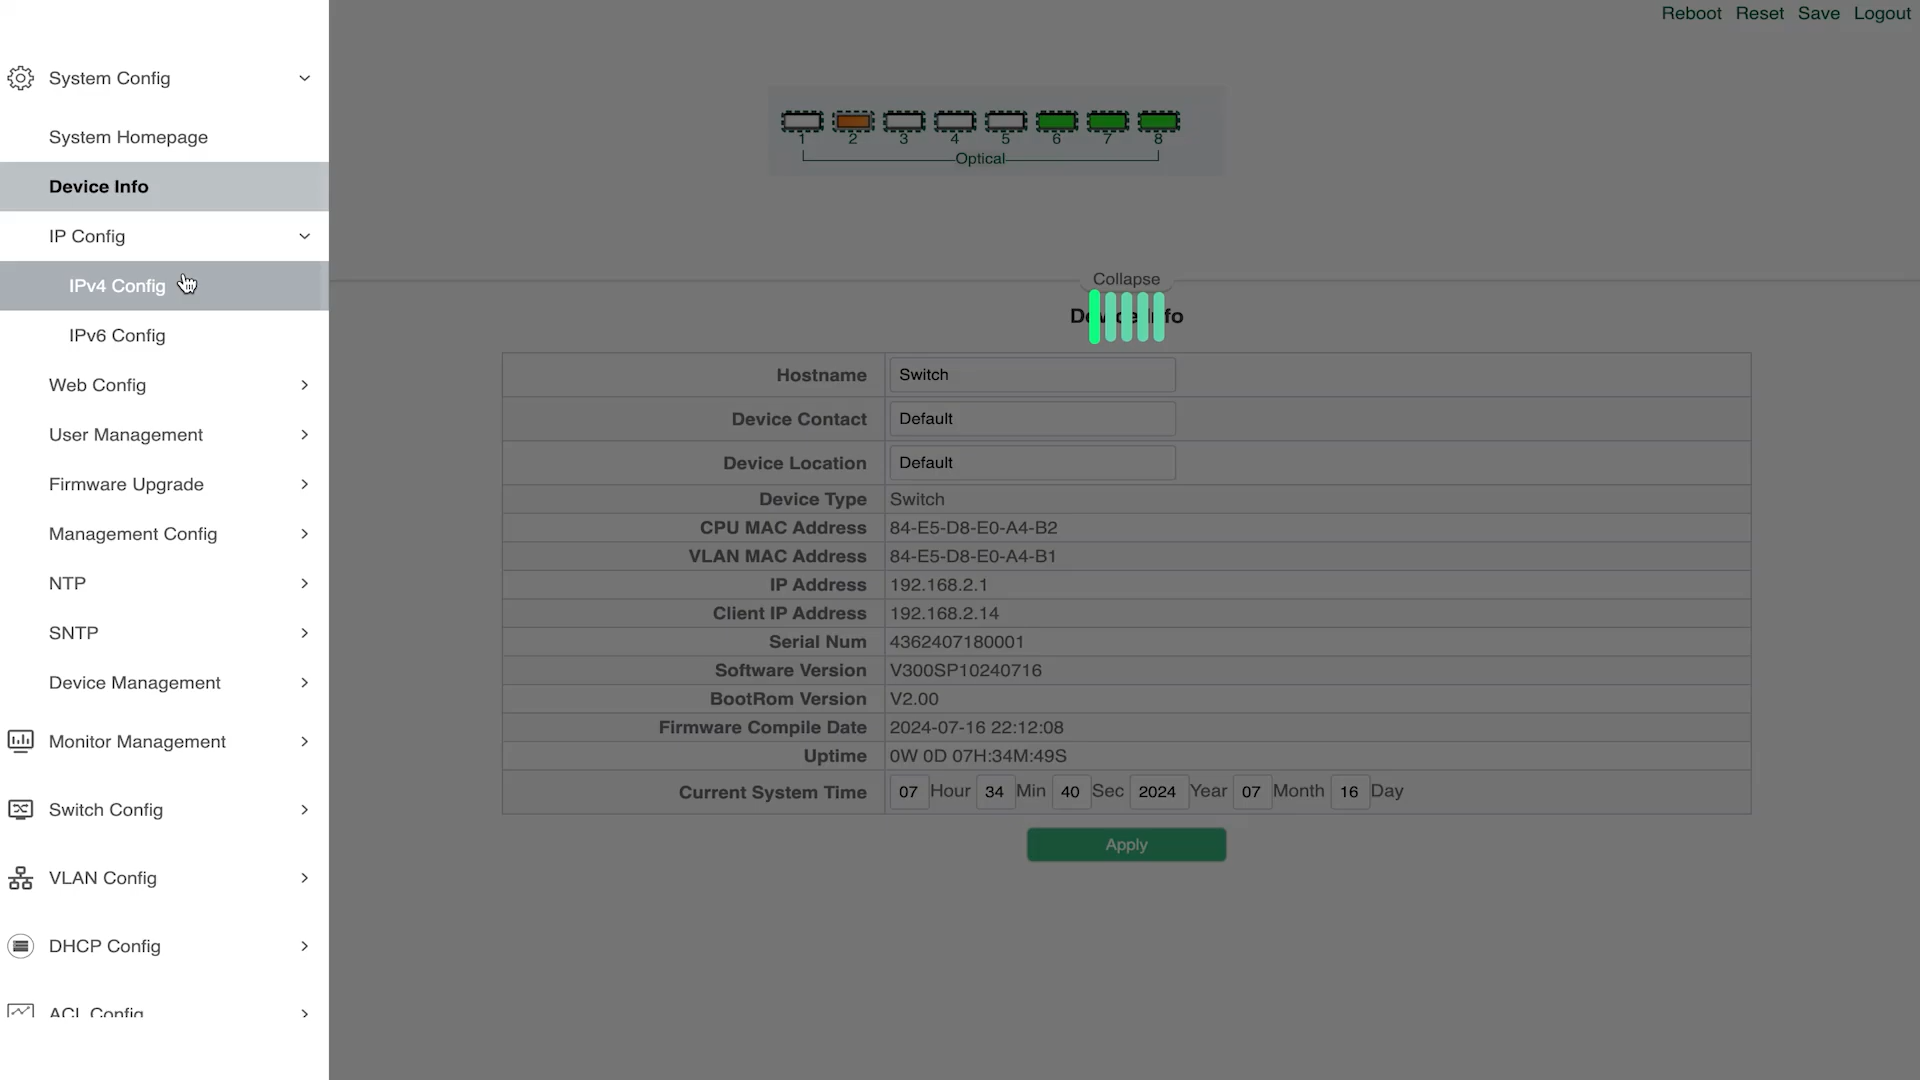 Reboot Reset Save Logout
System Config
System Homepage
Device Info
IP Config
IPv4 Config
IPv6 Config
Web Config
User Management
Firmware Upgrade
Management Config
NTP
SNTP
Device Management
Monitor Management
Switch Config
VLAN Config
DHCP Config
ACL Config
1 2 3 4 5 6 7 8
Optical
Collapse
Device Info
Hostname Switch
Device Contact Default
Device Location Default
Device Type Switch
CPU MAC Address 84-E5-D8-E0-A4-B2
VLAN MAC Address 84-E5-D8-E0-A4-B1
IP Address 192.168.2.1
Client IP Address 192.168.2.14
Serial Num 4362407180001
Software Version V300SP10240716
BootRom Version V2.00
Firmware Compile Date 2024-07-16 22:12:08
Uptime 0W 0D 07H:34M:49S
Current System Time 07 Hour 34 Min 40 Sec 2024 Year 07 Month 16 Day
Apply